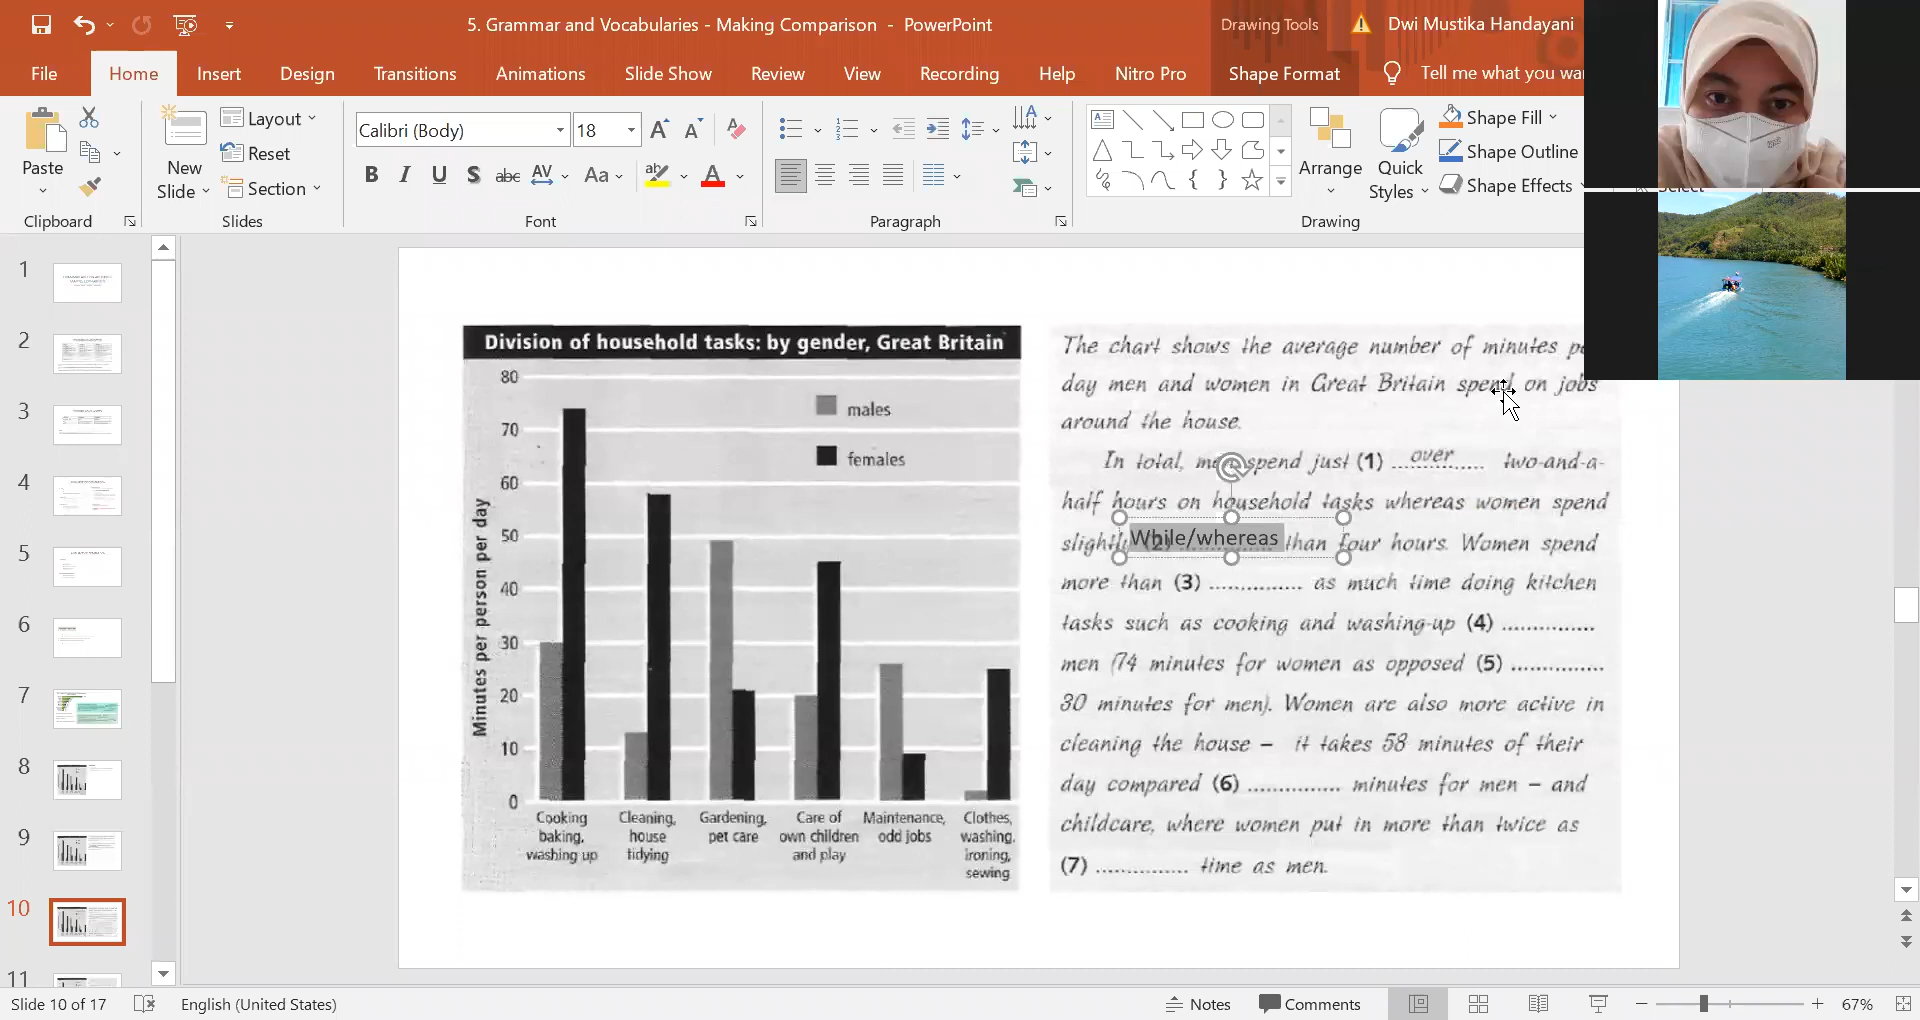 5. Grammar and Vocabularies - Making Comparison - PowerPoint
Drawing Tools
Dwi Mustika Handayani
File Home Insert Design Transitions Animations Slide Show Review View Recording Help Nitro Pro Shape Format Tell me what you
Paste
Clipboard
New Slide
Layout
Reset
Section
Slides
Calibri (Body) 18
B I U S abc AV Aa A
Font
Paragraph
Arrange
Quick Styles
Shape Fill
Shape Outline
Shape Effects
Select
Drawing
1
2
3
4
5
6
7
8
9
10
11
Division of household tasks: by gender, Great Britain
Minutes per person per day
80
70
60
50
40
30
20
10
0
males
females
Cooking baking, washing up
Cleaning, house tidying
Gardening, pet care
Care of own children and play
Maintenance, odd jobs
Clothes, washing, ironing, sewing
The chart shows the average number of minutes
day men and women in Great Britain spend on jobs
around the house.
In total, men spend just (1) ...over... two-and-a-
half hours on household tasks whereas women spend
slightly (2) ............... than four hours. Women spend
While/whereas
more than (3) ............... as much time doing kitchen
tasks such as cooking and washing-up (4) ...............
men (74 minutes for women as opposed (5) ...............
30 minutes for men). Women are also more active in
cleaning the house – it takes 58 minutes of their
day compared (6) ............... minutes for men – and
childcare, where women put in more than twice as
(7) ............... time as men.
Slide 10 of 17 English (United States) Notes Comments 67%